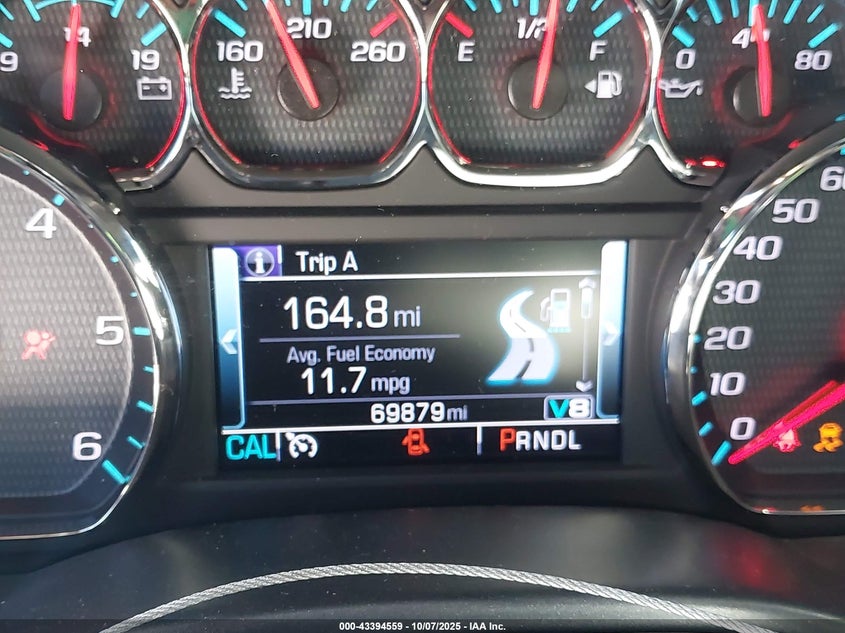 9 14 19
160 210 260
E 1/2 F
0 40 80
4
5
6
Trip A
164.8 mi
Avg. Fuel Economy
11.7 mpg
69879 mi
V8
CAL
PRNDL
60
50
40
30
20
10
0
000-43394559 - 10/07/2025 - IAA Inc.